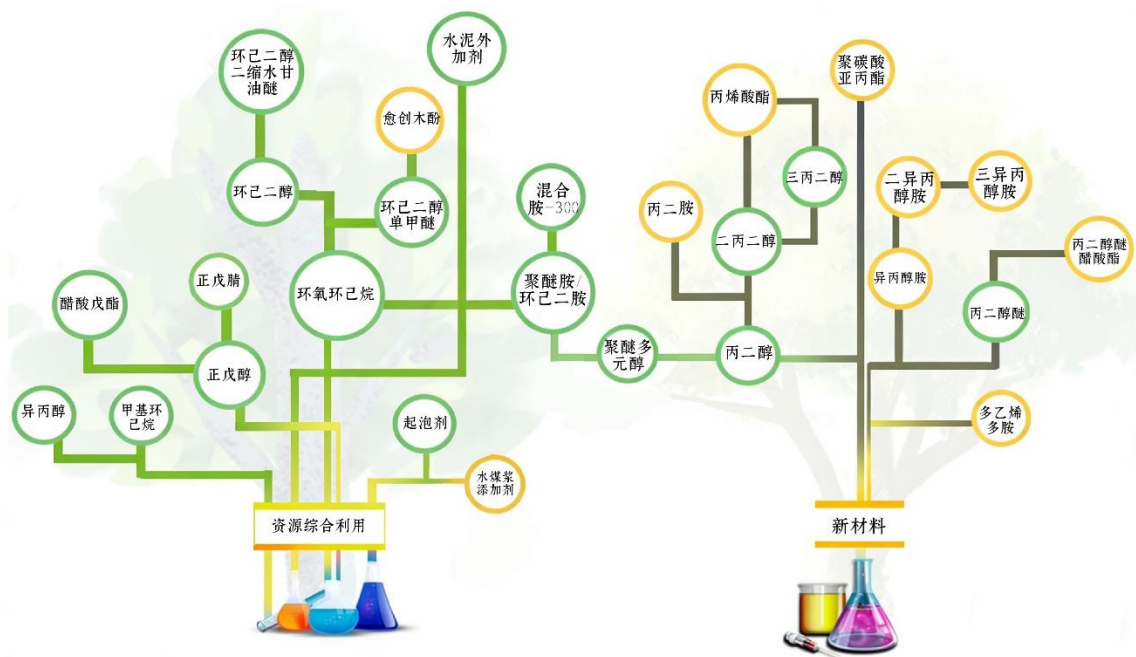 环己二醇
二缩水甘
油醚
水泥外
加剂
愈创木酚
环己二醇
环己二醇
单甲醚
混合
胺-300
正戊腈
环氧环己烷
聚醚胺/
环己二胺
醋酸戊酯
正戊醇
异丙醇
甲基环
己烷
起泡剂
水煤浆
添加剂
资源综合利用
聚醚多
元醇
聚碳酸
亚丙酯
丙烯酸酯
三丙二醇
二异丙
醇胺
三异丙
醇胺
丙二胺
二丙二醇
丙二醇醚
醋酸酯
异丙醇胺
丙二醇醚
丙二醇
多乙烯
多胺
新材料